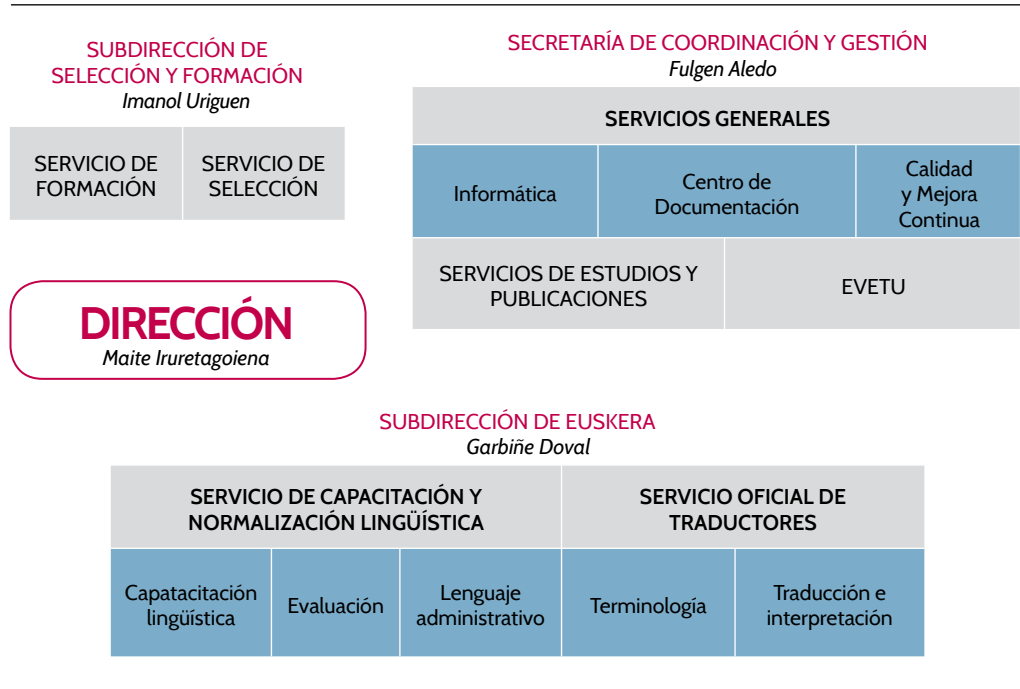 SUBDIRECCIÓN DE
SELECCIÓN Y FORMACIÓN
Imanol Uriguen
SERVICIO DE
FORMACIÓN
SERVICIO DE
SELECCIÓN
SECRETARÍA DE COORDINACIÓN Y GESTIÓN
Fulgen Aledo
SERVICIOS GENERALES
Informática
Centro de
Documentación
Calidad
y Mejora
Continua
SERVICIOS DE ESTUDIOS Y
PUBLICACIONES
EVETU
DIRECCIÓN
Maite Iruretagoiena
SUBDIRECCIÓN DE EUSKERA
Garbiñe Doval
SERVICIO DE CAPACITACIÓN Y
NORMALIZACIÓN LINGÜÍSTICA
SERVICIO OFICIAL DE
TRADUCTORES
Capatacitación
lingüística
Evaluación
Lenguaje
administrativo
Terminología
Traducción e
interpretación